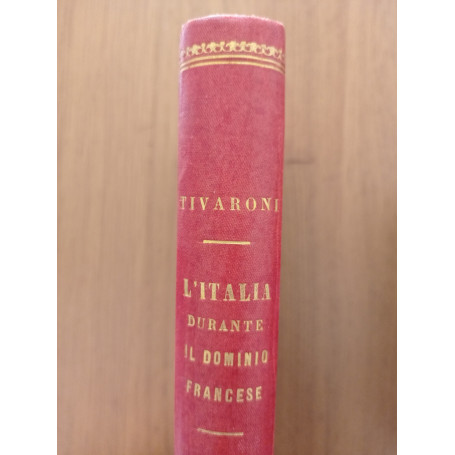 TIVARONI
L'ITALIA
DURANTE
IL DOMINIO
FRANCESE